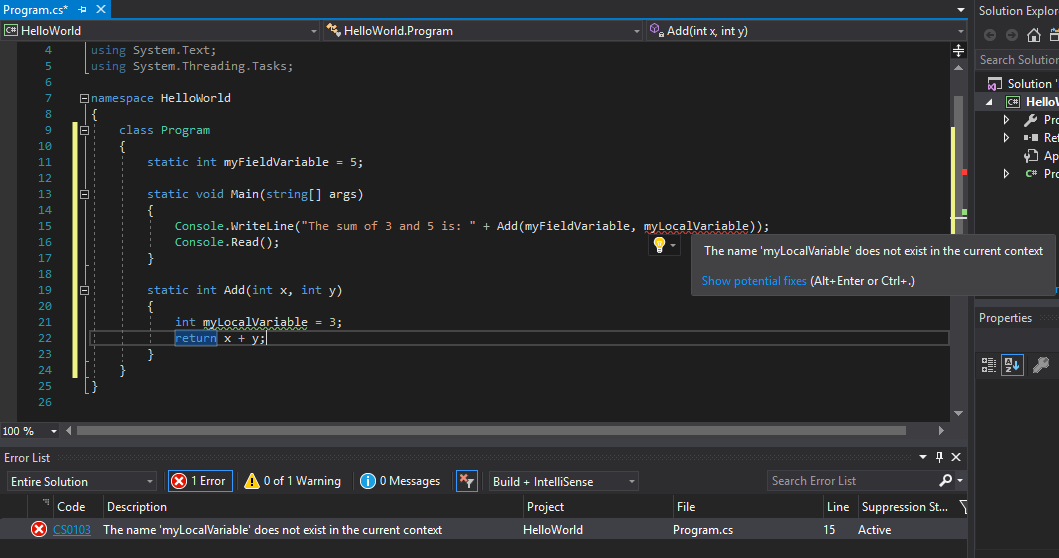 Program.cs*
Solution Explor
HelloWorld
HelloWorld.Program
Add(int x, int y)
Search Solution
4 using System.Text;
5 using System.Threading.Tasks;
6
7 namespace HelloWorld
8 {
9 class Program
10 {
11 static int myFieldVariable = 5;
12
13 static void Main(string[] args)
14 {
15 Console.WriteLine("The sum of 3 and 5 is: " + Add(myFieldVariable, myLocalVariable));
16 Console.Read();
17 }
18
19 static int Add(int x, int y)
20 {
21 int myLocalVariable = 3;
22 return x + y;
23 }
24 }
25 }
26
The name 'myLocalVariable' does not exist in the current context
Show potential fixes (Alt+Enter or Ctrl+.)
Solution '
C# HelloW
Pro
Ref
Ap
C# Pro
Properties
100 %
Error List
Entire Solution
1 Error
0 of 1 Warning
0 Messages
Build + IntelliSense
Search Error List
Code Description Project File Line Suppression St...
CS0103 The name 'myLocalVariable' does not exist in the current context HelloWorld Program.cs 15 Active